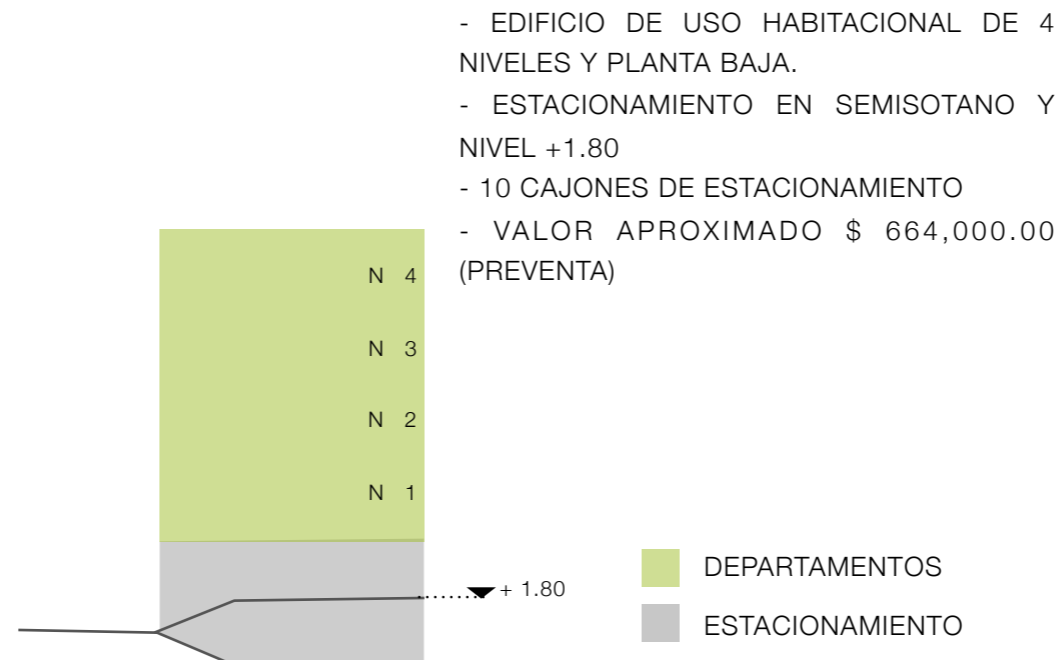 - EDIFICIO DE USO HABITACIONAL DE 4
NIVELES Y PLANTA BAJA.
- ESTACIONAMIENTO EN SEMISOTANO Y
NIVEL +1.80
- 10 CAJONES DE ESTACIONAMIENTO
- VALOR APROXIMADO $ 664,000.00
(PREVENTA)
N 4
N 3
N 2
N 1
+ 1.80
DEPARTAMENTOS
ESTACIONAMIENTO